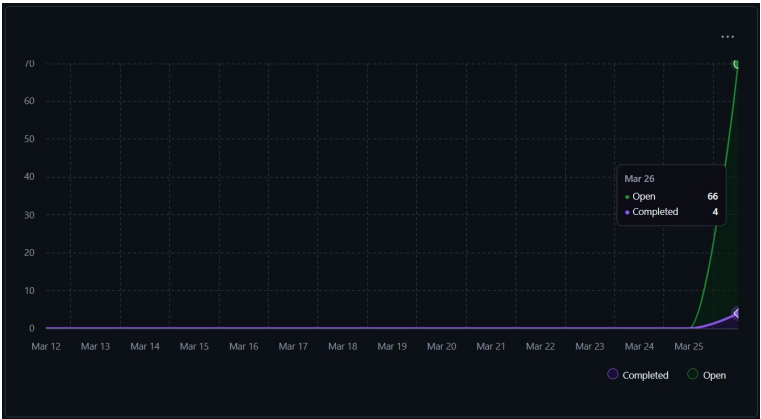 ...
70
60
50
40
30
20
10
0
Mar 26
Open 66
Completed 4
Mar 12 Mar 13 Mar 14 Mar 15 Mar 16 Mar 17 Mar 18 Mar 19 Mar 20 Mar 21 Mar 22 Mar 23 Mar 24 Mar 25
Completed Open